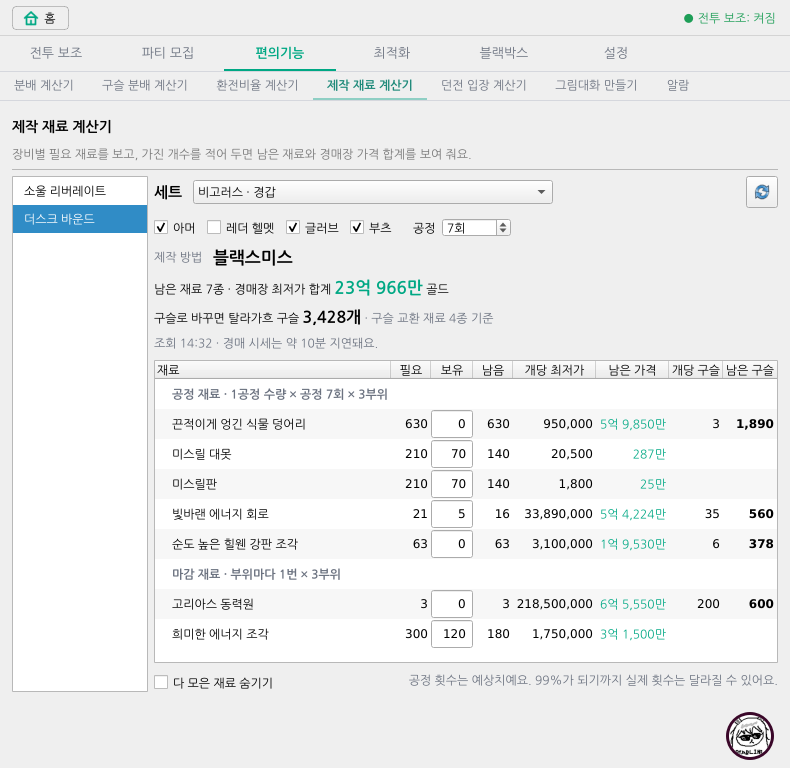 홈
전투 보조: 켜짐
전투 보조 파티 모집 편의기능 최적화 블랙박스 설정
분배 계산기 구슬 분배 계산기 환전비율 계산기 제작 재료 계산기 던전 입장 계산기 그림대화 만들기 알람
제작 재료 계산기
장비별 필요 재료를 보고, 가진 개수를 적어 두면 남은 재료와 경매장 가격 합계를 보여 줘요.
소울 리버레이트
더스크 바운드
세트 비고러스 · 경갑
아머 레더 헬멧 글러브 부츠 공정 7회
제작 방법 블랙스미스
남은 재료 7종 · 경매장 최저가 합계 23억 966만 골드
구슬로 바꾸면 탈라가흐 구슬 3,428개 · 구슬 교환 재료 4종 기준
조회 14:32 · 경매 시세는 약 10분 지연돼요.
재료 필요 보유 남음 개당 최저가 남은 가격 개당 구슬 남은 구슬
공정 재료 · 1공정 수량 × 공정 7회 × 3부위
끈적이게 엉긴 식물 덩어리 630 0 630 950,000 5억 9,850만 3 1,890
미스릴 대못 210 70 140 20,500 287만
미스릴판 210 70 140 1,800 25만
빛바랜 에너지 회로 21 5 16 33,890,000 5억 4,224만 35 560
순도 높은 힐웬 강판 조각 63 0 63 3,100,000 1억 9,530만 6 378
마감 재료 · 부위마다 1번 × 3부위
고리아스 동력원 3 0 3 218,500,000 6억 5,550만 200 600
희미한 에너지 조각 300 120 180 1,750,000 3억 1,500만
다 모은 재료 숨기기
공정 횟수는 예상치예요. 99%가 되기까지 실제 횟수는 달라질 수 있어요.